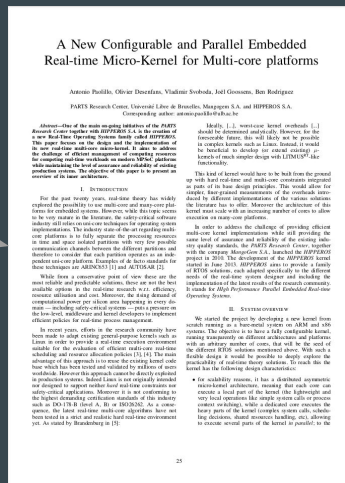 A New Configurable and Parallel Embedded
Real-time Micro-Kernel for Multi-core platforms
Antonio Paolillo, Olivier Desenfans, Vladimir Svoboda, Joël Goossens, Ben Rodriguez
PARTS Research Center, Université Libre de Bruxelles, Mangogem S.A. and HIPPEROS S.A.
Corresponding author: antonio.paolillo@ulb.ac.be
Abstract—One of the main on-going initiatives of the PARTS
Research Center together with HIPPEROS S.A. is the creation of
a new Real-Time Operating Systems family called HIPPEROS.
This paper focuses on the design and the implementation of
its new real-time multi-core micro-kernel. It aims to address
the challenge of efficient management of computing resources
for competing real-time workloads on modern MPSoC platforms
while maintaining the level of assurance and reliability of existing
production systems. The objective of this paper is to present an
overview of its inner architecture.
I. INTRODUCTION
For the past twenty years, real-time theory has widely
explored the possibility to use multi-core and many-core plat-
forms for embedded systems. However, while this topic seems
to be very mature in the literature, the safety-critical software
industry still relies on uni-core techniques for operating system
implementations. The industry state-of-the-art regarding multi-
core platforms is to fully separate the processing resources
in time and space isolated partitions with very few possible
communication channels between the different partitions and
therefore to consider that each partition operates as an inde-
pendent uni-core platform. Examples of de facto standards for
these techniques are ARINC653 [1] and AUTOSAR [2].
While from a conservative point of view these are the
most reliable and predictable solutions, these are not the best
available options in the real-time research w.r.t. efficiency,
resource utilisation and cost. Moreover, the rising demand of
computational power per silicon area happening in every do-
main — including safety-critical systems — puts a pressure on
the low-level, middleware and kernel developers to implement
efficient policies for real-time process management.
In recent years, efforts in the research community have
been made to adapt existing general-purpose kernels such as
Linux in order to provide a real-time execution environment
suitable for the evaluation of efficient multi-core real-time
scheduling and resource allocation policies [3], [4]. The main
advantage of this approach is to reuse the existing kernel code
base which has been tested and validated by millions of users
worldwide. However this approach cannot be directly exploited
in production systems. Indeed Linux is not originally intended
nor designed to support neither hard real-time constraints nor
safety-critical applications. Moreover it is not conforming to
the highest demanding certification standards of this industry
such as DO-178-B (level A, B) or ISO26262. As a conse-
quence, the latest real-time multi-core algorithms have not
been tested in a strict and realistic hard real-time environment
yet. As stated by Brandenburg in [5]:
Ideally, [...], worst-case kernel overheads [...]
should be determined analytically. However, for the
foreseeable future, this will likely not be possible
in complex kernels such as Linux. Instead, it would
be beneficial to develop (or extend existing) μ-
kernels of much simpler design with LITMUSRT-like
functionality.
This kind of kernel would have to be built from the ground
up with hard real-time and multi-core constraints integrated
as parts of its base design principles. This would allow for
simpler, finer-grained measurements of the overheads intro-
duced by different implementations of the various solutions
the literature has to offer. Moreover the architecture of this
kernel must scale with an increasing number of cores to allow
execution on many-core platforms.
In order to address the challenge of providing efficient
multi-core kernel implementations while still providing the
same level of assurance and reliability of the existing indus-
try quality standards, the PARTS Research Center, together
with the company MangoGem S.A., launched the HIPPEROS
project in 2010. The development of the HIPPEROS kernel
started in June 2013. HIPPEROS aims to provide a family
of RTOS solutions, each adapted specifically to the different
needs of the real-time system designer and including the
implementation of the latest results of the research community.
It stands for High Performance Parallel Embedded Real-time
Operating Systems.
II. SYSTEM OVERVIEW
We started the project by developing a new kernel from
scratch running as a bare-metal system on ARM and x86
systems. The objective is to have a fully configurable kernel,
running transparently on different architectures and platforms
with an arbitrary number of cores, that will be the seed of
the different RTOS solutions mentioned above. With such a
flexible design it would be possible to deeply explore the
practicability of real-time theory solutions. To reach this the
kernel has the following design characteristics:
• for scalability reasons, it has a distributed asymmetric
micro-kernel architecture, meaning that each core can
execute a local part of the kernel (the lightweight and
very local operations like simple system calls or process
context switching), while a dedicated core executes the
heavy parts of the kernel (complex system calls, schedu-
ling decisions, shared resources handling, etc), allowing
to execute several parts of the kernel in parallel; to the
25